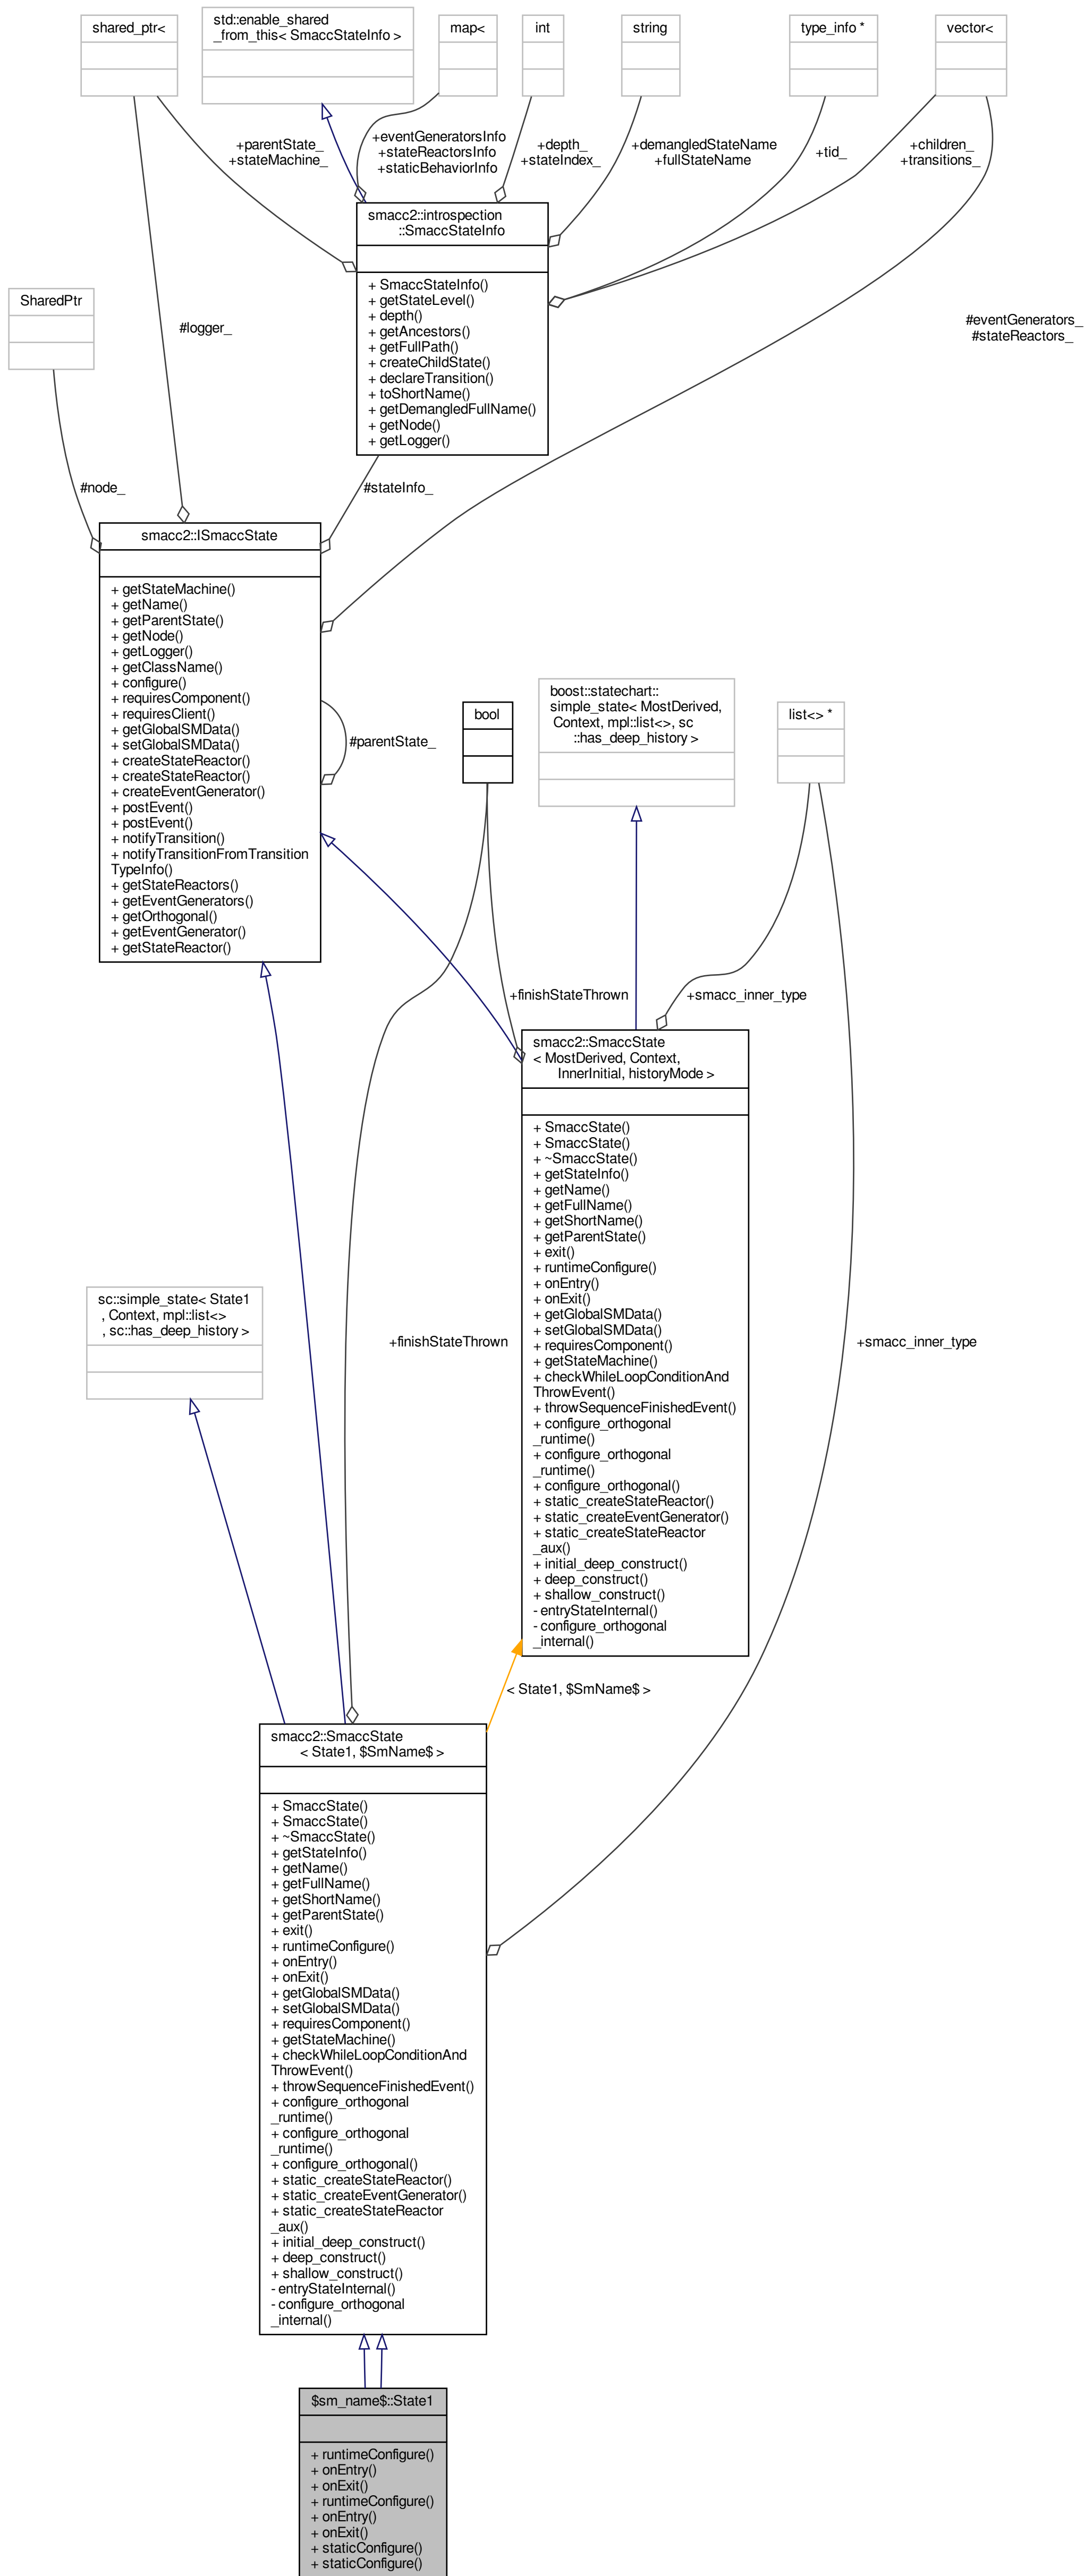 shared_ptr<
std::enable_shared
_from_this< SmaccStateInfo >
map<
int
string
type_info *
vector<
+parentState_
+stateMachine_
+eventGeneratorsInfo
+stateReactorsInfo
+staticBehaviorInfo
+depth_
+stateIndex_
+demangledStateName
+fullStateName
+tid_
+children_
+transitions_
smacc2::introspection
::SmaccStateInfo
+ SmaccStateInfo()
+ getStateLevel()
+ depth()
+ getAncestors()
+ getFullPath()
+ createChildState()
+ declareTransition()
+ toShortName()
+ getDemangledFullName()
+ getNode()
+ getLogger()
SharedPtr
#logger_
#eventGenerators_
#stateReactors_
#node_
#stateInfo_
smacc2::ISmaccState
+ getStateMachine()
+ getName()
+ getParentState()
+ getNode()
+ getLogger()
+ getClassName()
+ configure()
+ requiresComponent()
+ requiresClient()
+ getGlobalSMData()
+ setGlobalSMData()
+ createStateReactor()
+ createStateReactor()
+ createEventGenerator()
+ postEvent()
+ postEvent()
+ notifyTransition()
+ notifyTransitionFromTransition
TypeInfo()
+ getStateReactors()
+ getEventGenerators()
+ getOrthogonal()
+ getEventGenerator()
+ getStateReactor()
#parentState_
bool
boost::statechart::
simple_state< MostDerived,
Context, mpl::list<>, sc
::has_deep_history >
list<> *
+finishStateThrown
+smacc_inner_type
smacc2::SmaccState
< MostDerived, Context,
InnerInitial, historyMode >
+ SmaccState()
+ SmaccState()
+ ~SmaccState()
+ getStateInfo()
+ getName()
+ getFullName()
+ getShortName()
+ getParentState()
+ exit()
+ runtimeConfigure()
+ onEntry()
+ onExit()
+ getGlobalSMData()
+ setGlobalSMData()
+ requiresComponent()
+ getStateMachine()
+ checkWhileLoopConditionAnd
ThrowEvent()
+ throwSequenceFinishedEvent()
+ configure_orthogonal
_runtime()
+ configure_orthogonal
_runtime()
+ configure_orthogonal()
+ static_createStateReactor()
+ static_createEventGenerator()
+ static_createStateReactor
_aux()
+ initial_deep_construct()
+ deep_construct()
+ shallow_construct()
- entryStateInternal()
- configure_orthogonal
_internal()
sc::simple_state< State1
, Context, mpl::list<>
, sc::has_deep_history >
+finishStateThrown
+smacc_inner_type
< State1, $SmName$ >
smacc2::SmaccState
< State1, $SmName$ >
+ SmaccState()
+ SmaccState()
+ ~SmaccState()
+ getStateInfo()
+ getName()
+ getFullName()
+ getShortName()
+ getParentState()
+ exit()
+ runtimeConfigure()
+ onEntry()
+ onExit()
+ getGlobalSMData()
+ setGlobalSMData()
+ requiresComponent()
+ getStateMachine()
+ checkWhileLoopConditionAnd
ThrowEvent()
+ throwSequenceFinishedEvent()
+ configure_orthogonal
_runtime()
+ configure_orthogonal
_runtime()
+ configure_orthogonal()
+ static_createStateReactor()
+ static_createEventGenerator()
+ static_createStateReactor
_aux()
+ initial_deep_construct()
+ deep_construct()
+ shallow_construct()
- entryStateInternal()
- configure_orthogonal
_internal()
$sm_name$::State1
+ runtimeConfigure()
+ onEntry()
+ onExit()
+ runtimeConfigure()
+ onEntry()
+ onExit()
+ staticConfigure()
+ staticConfigure()